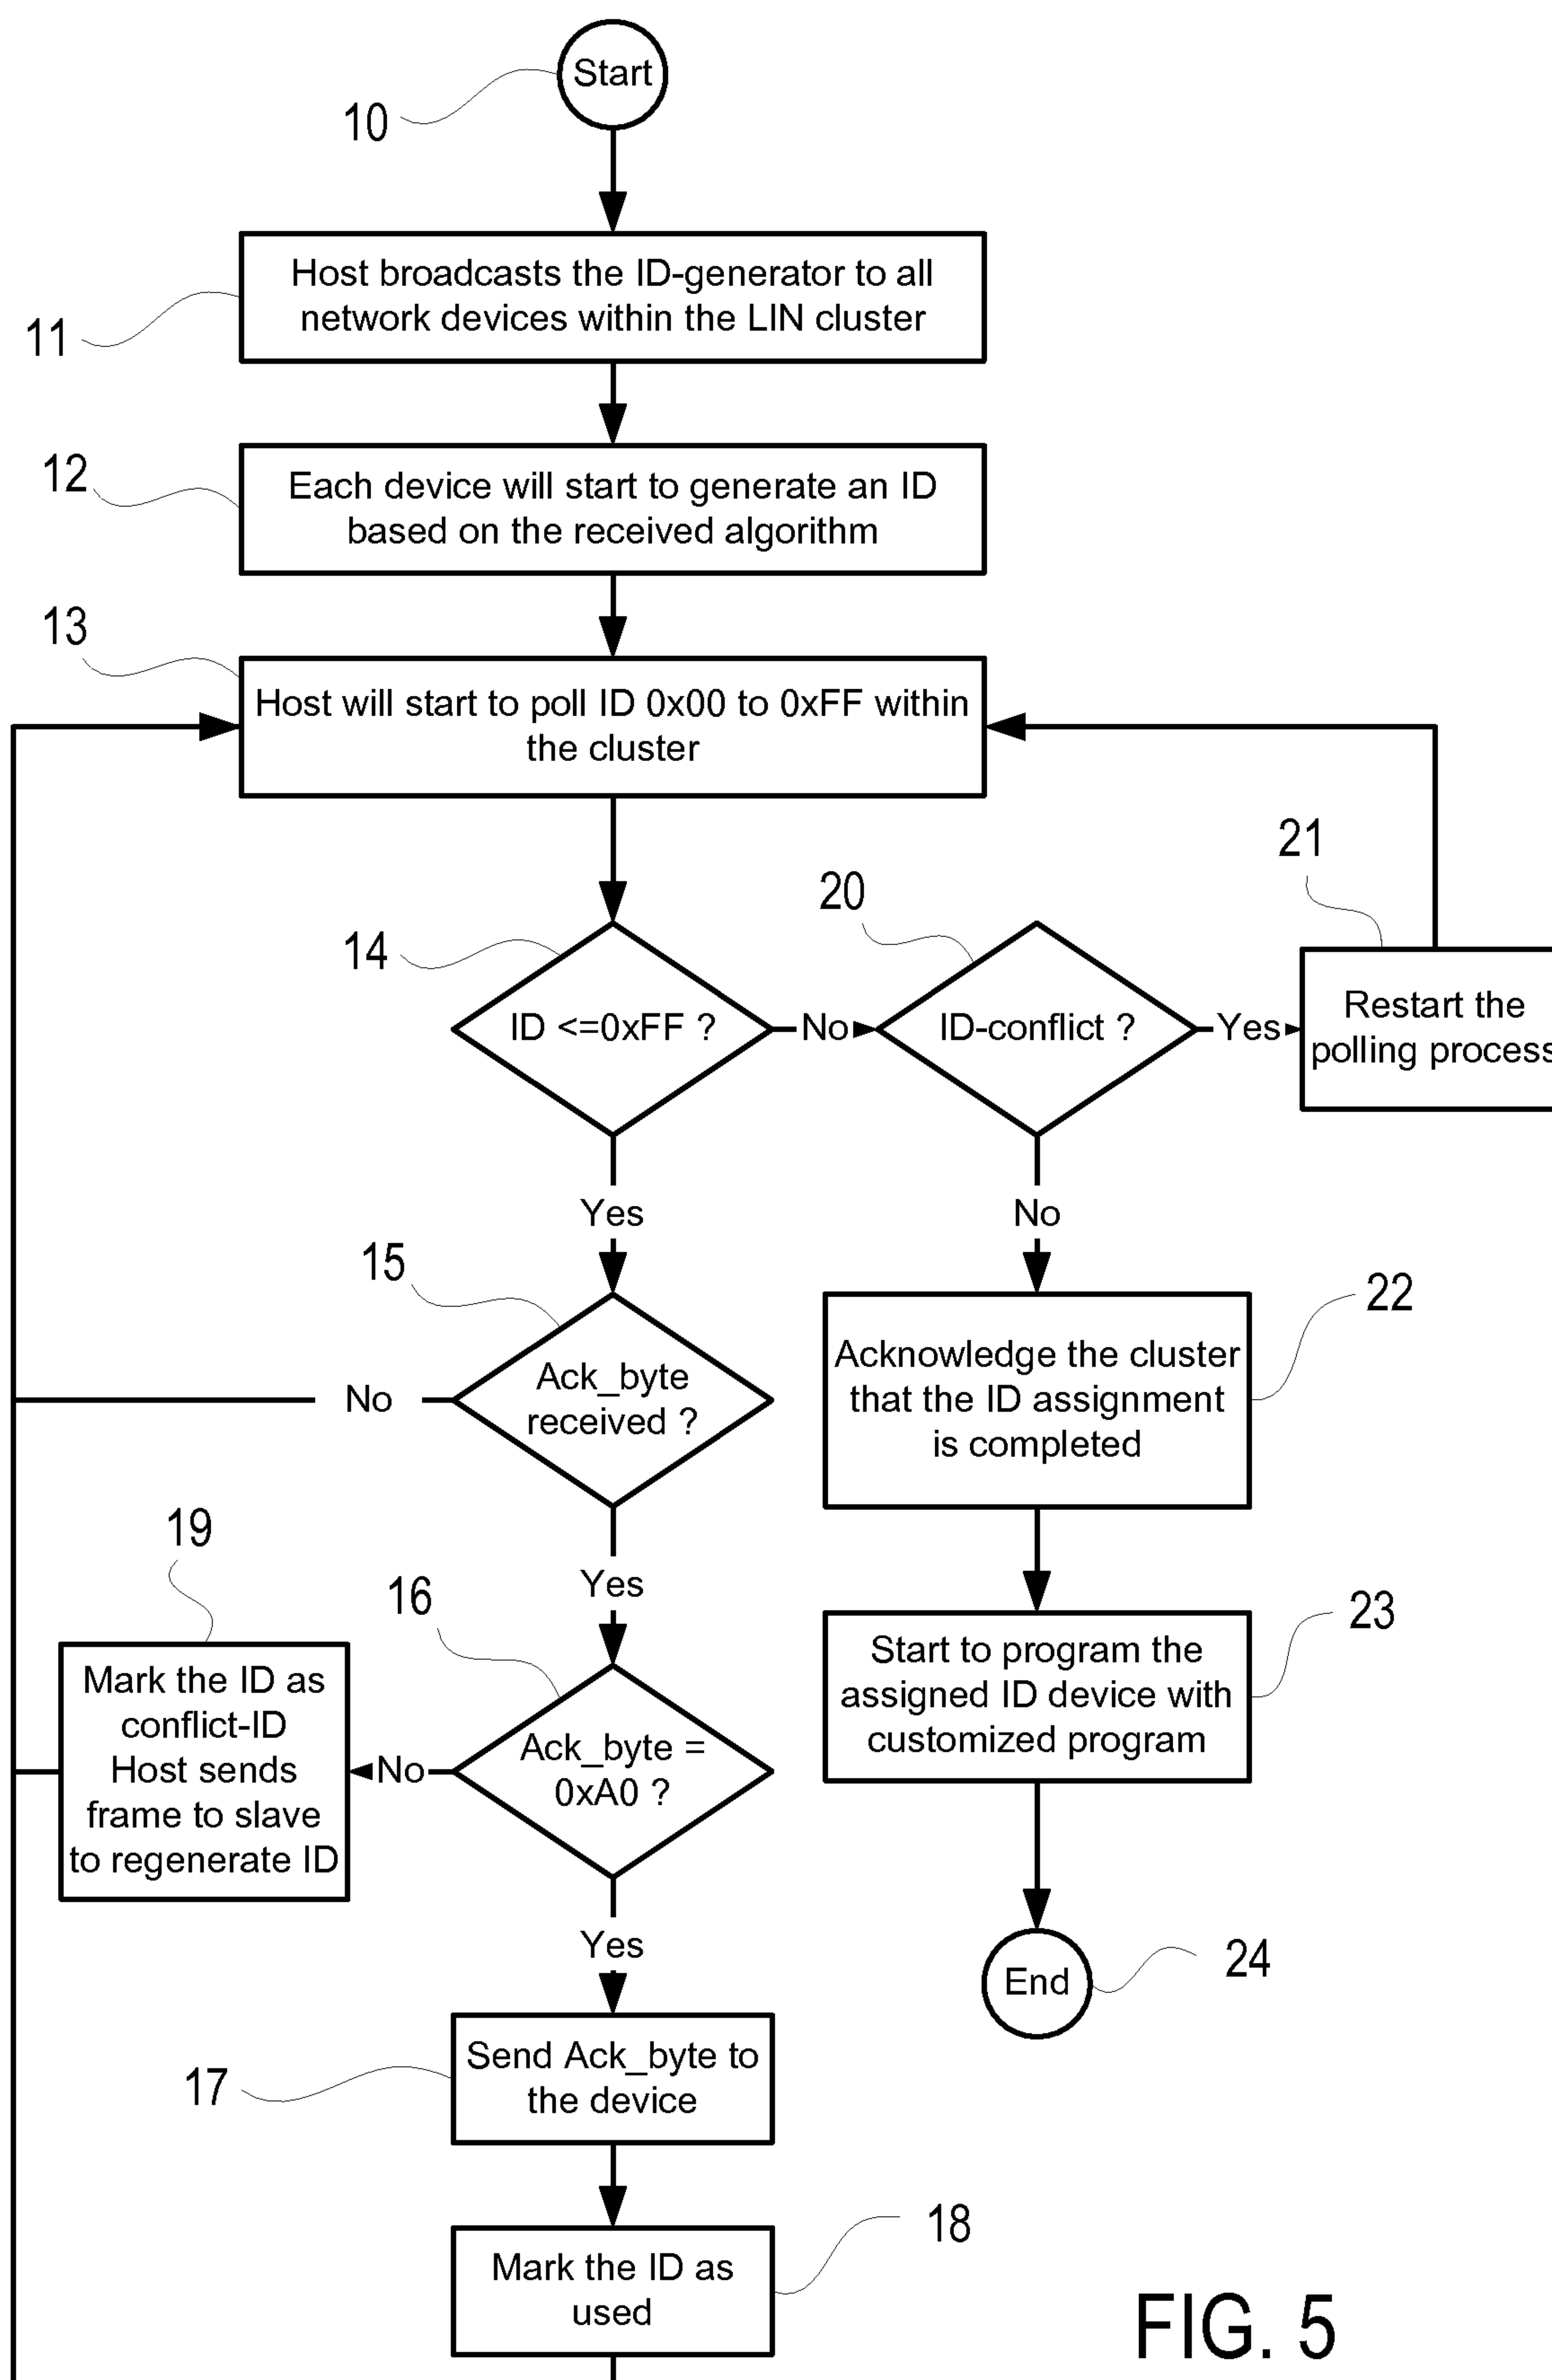 Start
10
Host broadcasts the ID-generator to all
network devices within the LIN cluster
11
Each device will start to generate an ID
based on the received algorithm
12
13
Host will start to poll ID 0x00 to 0xFF within
the cluster
14
ID <=0xFF ?
No
20
ID-conflict ?
Yes
21
Restart the
polling process
Yes
No
15
Ack_byte
received ?
No
Acknowledge the cluster
that the ID assignment
is completed
22
Yes
16
Ack_byte =
0xA0 ?
No
19
Mark the ID as
conflict-ID
Host sends
frame to slave
to regenerate ID
Start to program the
assigned ID device with
customized program
23
Yes
End
24
Send Ack_byte to
the device
17
Mark the ID as
used
18
FIG. 5